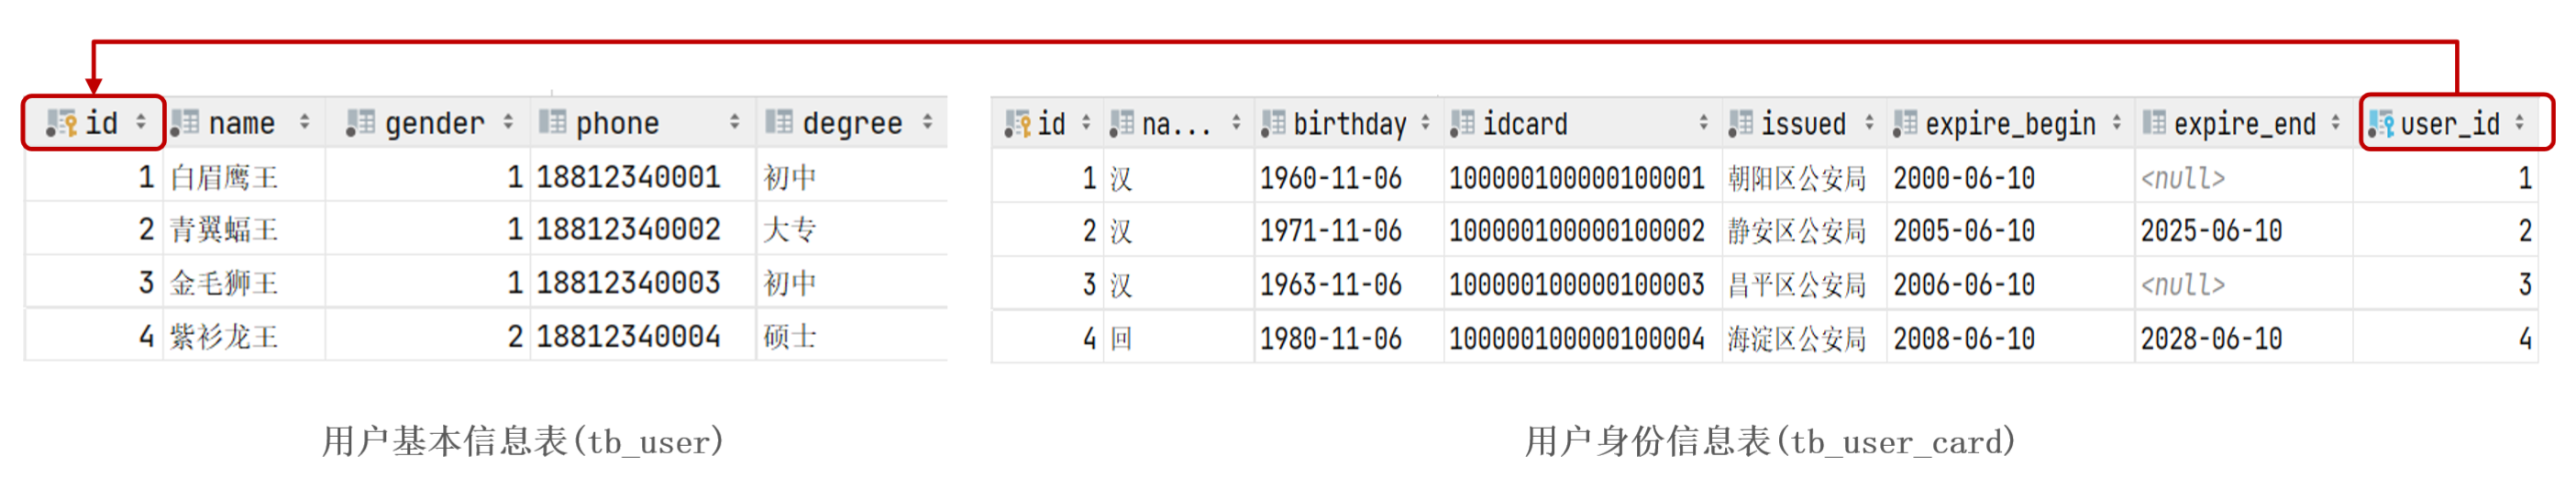 id name gender phone degree
1 白眉鹰王 1 18812340001 初中
2 青翼蝠王 1 18812340002 大专
3 金毛狮王 1 18812340003 初中
4 紫衫龙王 2 18812340004 硕士
用户基本信息表(tb_user)
id na... birthday idcard issued expire_begin expire_end user_id
1 汉 1960-11-06 100000100000100001 朝阳区公安局 2000-06-10 <null> 1
2 汉 1971-11-06 100000100000100002 静安区公安局 2005-06-10 2025-06-10 2
3 汉 1963-11-06 100000100000100003 昌平区公安局 2006-06-10 <null> 3
4 回 1980-11-06 100000100000100004 海淀区公安局 2008-06-10 2028-06-10 4
用户身份信息表(tb_user_card)